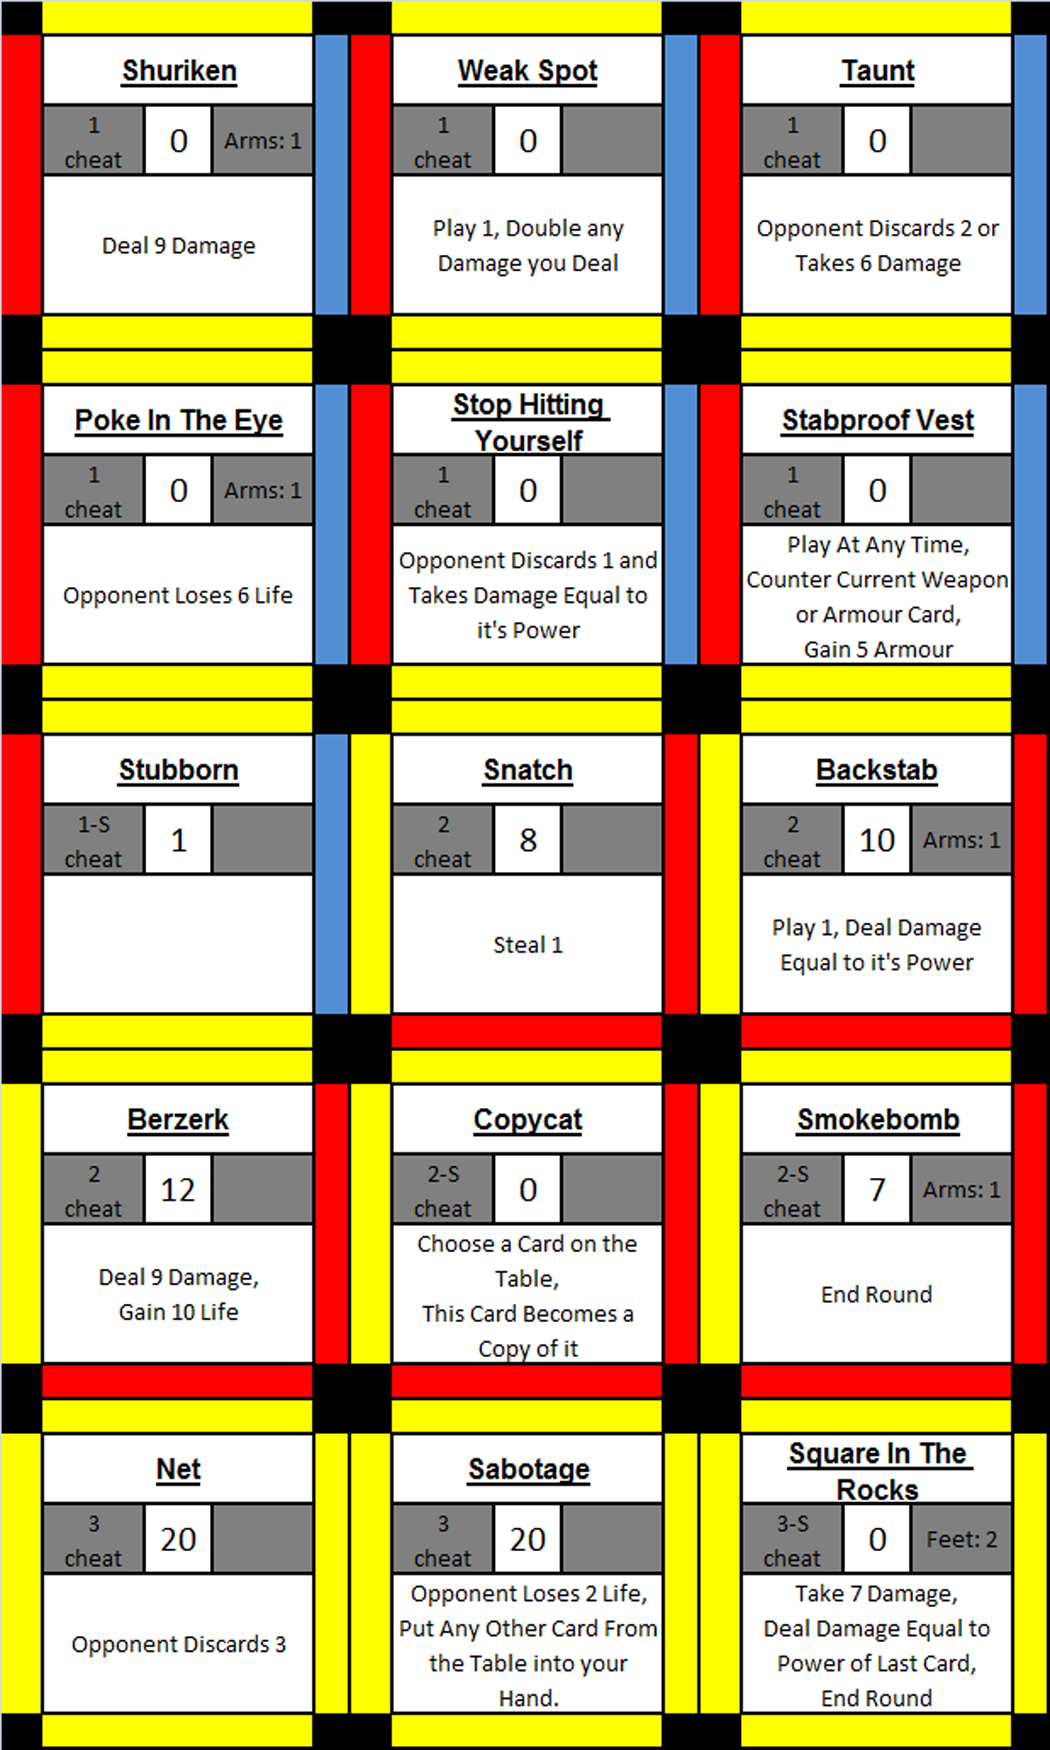 Shuriken
1
cheat
0
Arms: 1
Deal 9 Damage
Weak Spot
1
cheat
0
Play 1, Double any
Damage you Deal
Taunt
1
cheat
0
Opponent Discards 2 or
Takes 6 Damage
Poke In The Eye
1
cheat
0
Arms: 1
Opponent Loses 6 Life
Stop Hitting
Yourself
1
cheat
0
Opponent Discards 1 and
Takes Damage Equal to
it's Power
Stabproof Vest
1
cheat
0
Play At Any Time,
Counter Current Weapon
or Armour Card,
Gain 5 Armour
Stubborn
1-S
cheat
1
Snatch
2
cheat
8
Steal 1
Backstab
2
cheat
10
Arms: 1
Play 1, Deal Damage
Equal to it's Power
Berzerk
2
cheat
12
Deal 9 Damage,
Gain 10 Life
Copycat
2-S
cheat
0
Choose a Card on the
Table,
This Card Becomes a
Copy of it
Smokebomb
2-S
cheat
7
Arms: 1
End Round
Net
3
cheat
20
Opponent Discards 3
Sabotage
3
cheat
20
Opponent Loses 2 Life,
Put Any Other Card From
the Table into your
Hand.
Square In The
Rocks
3-S
cheat
0
Feet: 2
Take 7 Damage,
Deal Damage Equal to
Power of Last Card,
End Round